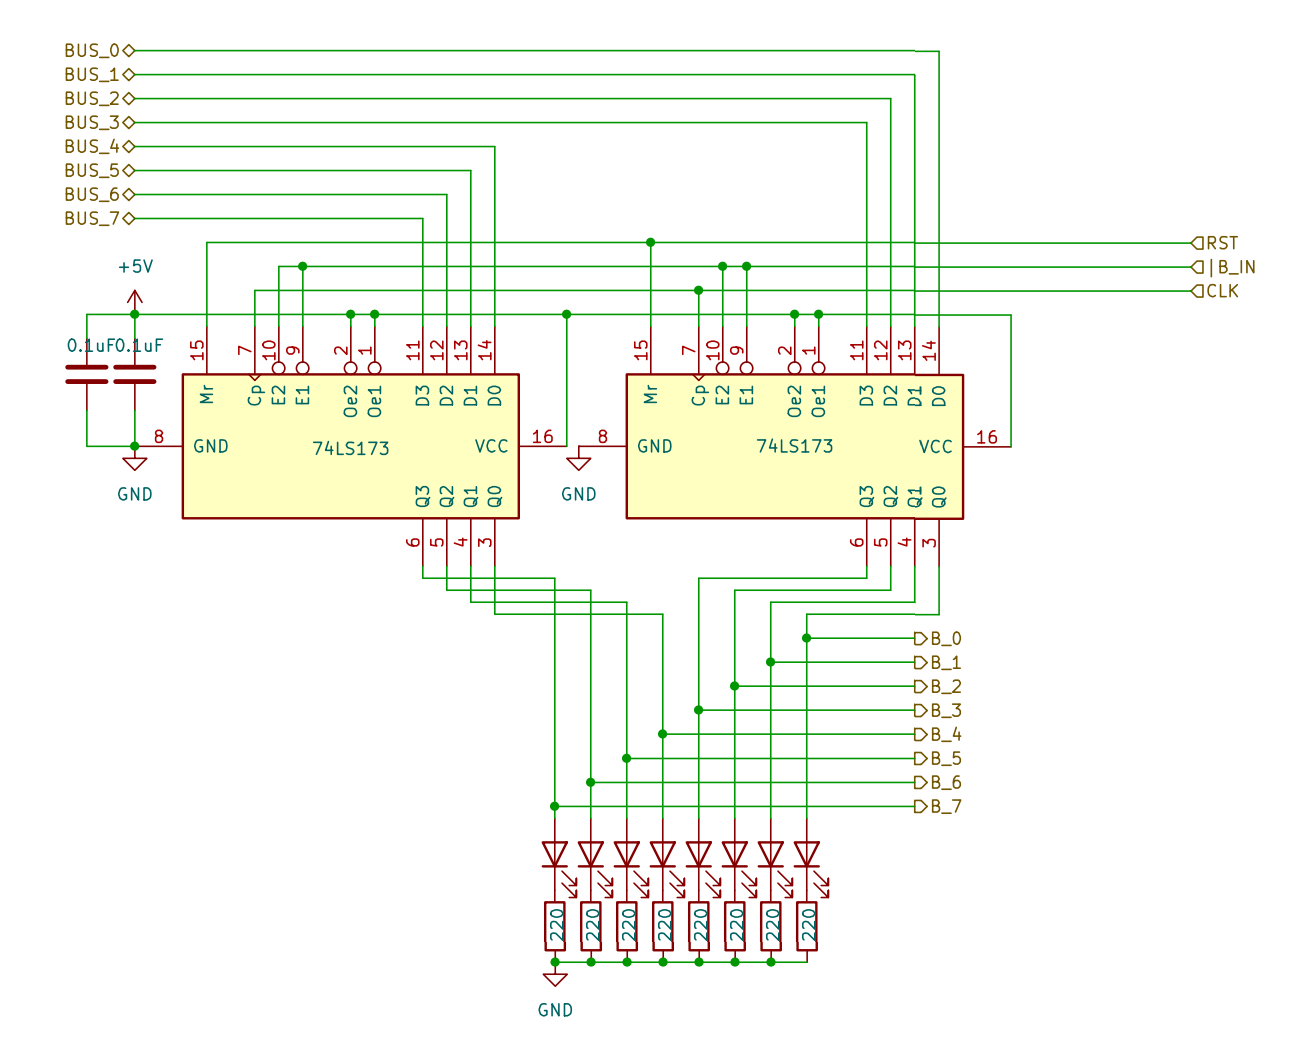 BUS_0
BUS_1
BUS_2
BUS_3
BUS_4
BUS_5
BUS_6
BUS_7
RST
|B_IN
CLK
+5V
0.1uF 0.1uF
15 7 10 9 2 1 11 12 13 14
15 7 10 9 2 1 11 12 13 14
Mr Cp E2 E1 Oe2 Oe1 D3 D2 D1 D0
Mr Cp E2 E1 Oe2 Oe1 D3 D2 D1 D0
8 GND 74LS173 VCC 16
8 GND 74LS173 VCC 16
GND
GND
Q3 Q2 Q1 Q0
Q3 Q2 Q1 Q0
6 5 4 3
6 5 4 3
B_0
B_1
B_2
B_3
B_4
B_5
B_6
B_7
220 220 220 220 220 220 220 220
GND